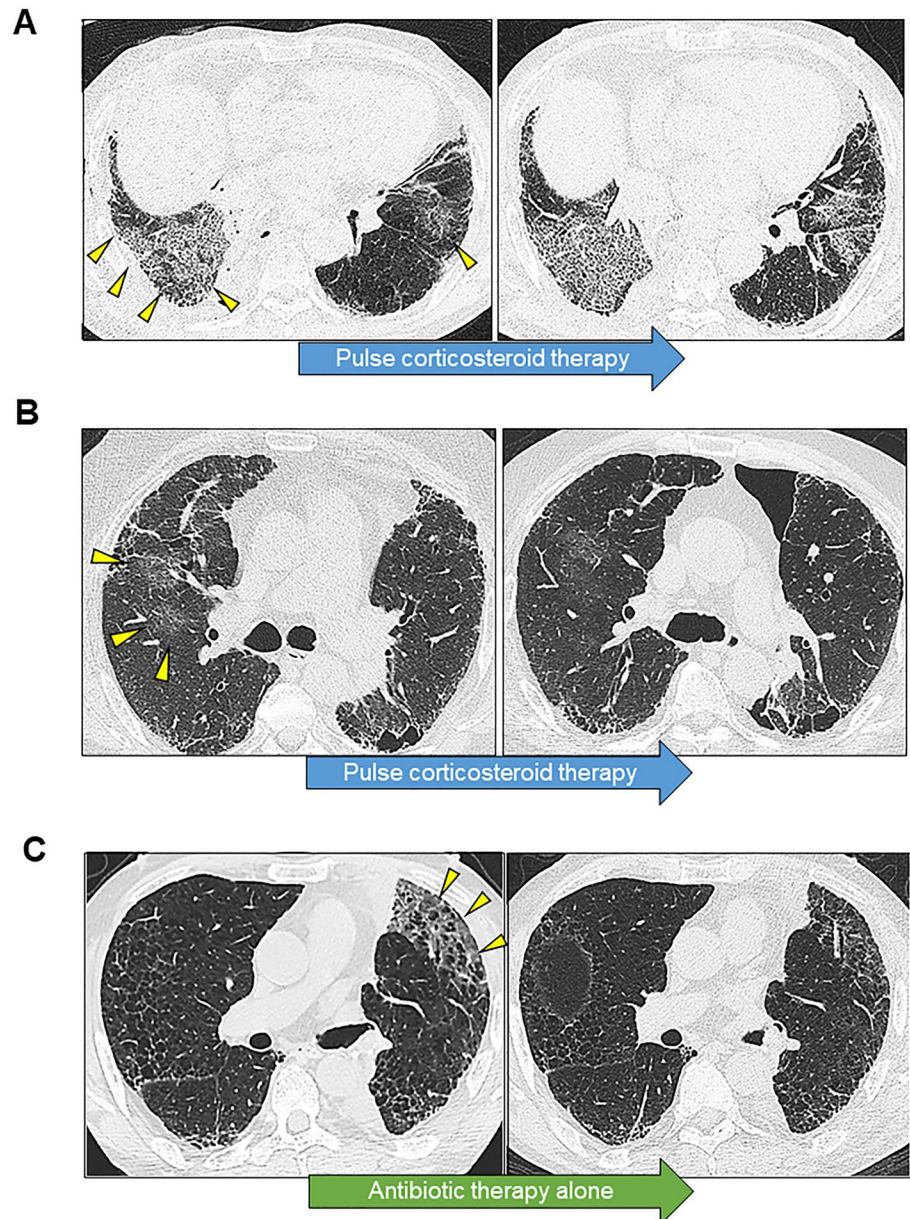 A
Pulse corticosteroid therapy
B
Pulse corticosteroid therapy
C
Antibiotic therapy alone